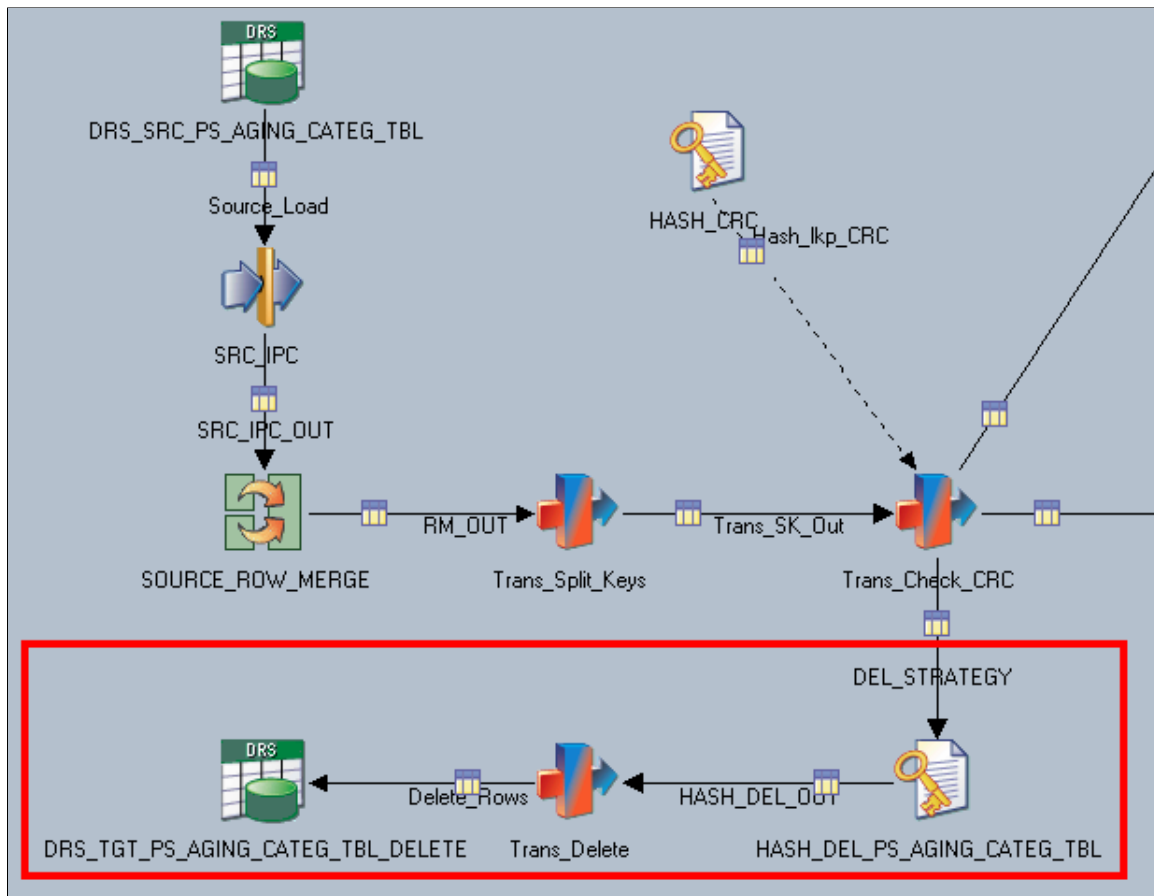 DRS
DRS_SRC_PS_AGING_CATEG_TBL
Source_Load
SRC_IPC
SRC_IPC_OUT
HASH_CRC
Hash_lkp_CRC
RM_OUT
Trans_SK_Out
SOURCE_ROW_MERGE
Trans_Split_Keys
Trans_Check_CRC
DEL_STRATEGY
DRS
Delete_Rows
HASH_DEL_OUT
DRS_TGT_PS_AGING_CATEG_TBL_DELETE
Trans_Delete
HASH_DEL_PS_AGING_CATEG_TBL